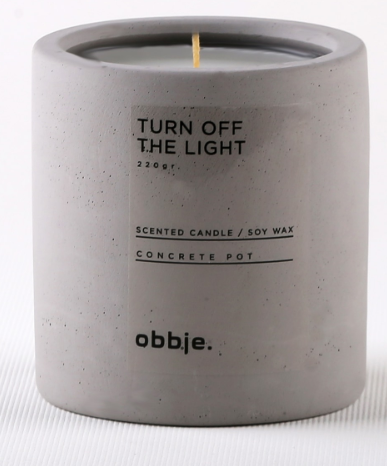 TURN OFF
THE LIGHT
220gr.
SCENTED CANDLE / SOY WAX
CONCRETE POT
obbje.